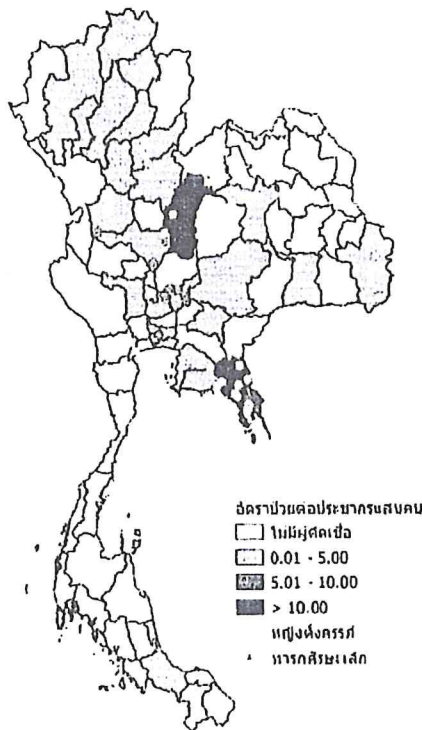 อัตราป่วยต่อประชากรแสนคน
ไม่มีผู้ติดเชื้อ
0.01 - 5.00
5.01 - 10.00
> 10.00
หญิงตั้งครรภ์
ทารกศีรษะเล็ก